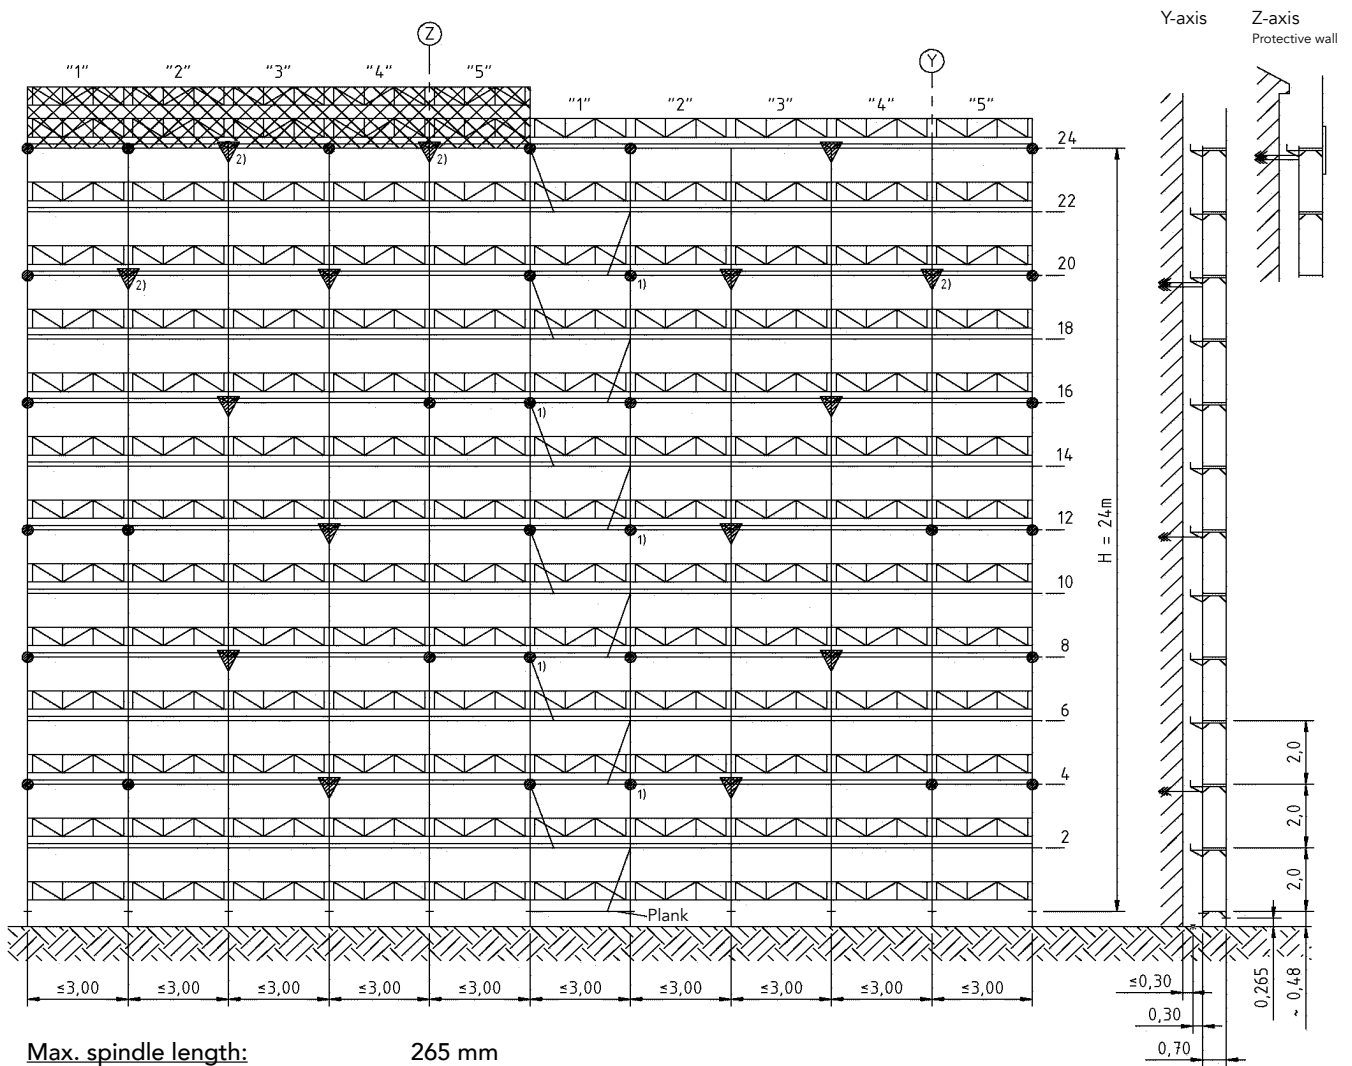 Y-axis
Z-axis
Protective wall
Z
Y
"1" "2" "3" "4" "5"
"1" "2" "3" "4" "5"
24
2) 2)
22
20
2) 1) 2)
18
16
1)
14
12
1)
10
8
1)
6
4
1)
2
H = 24m
2,0
2,0
2,0
Plank
≤3,00 ≤3,00 ≤3,00 ≤3,00 ≤3,00 ≤3,00 ≤3,00 ≤3,00 ≤3,00 ≤3,00
≤0,30
0,30
0,70
0,265
~ 0,48
Max. spindle length: 265 mm